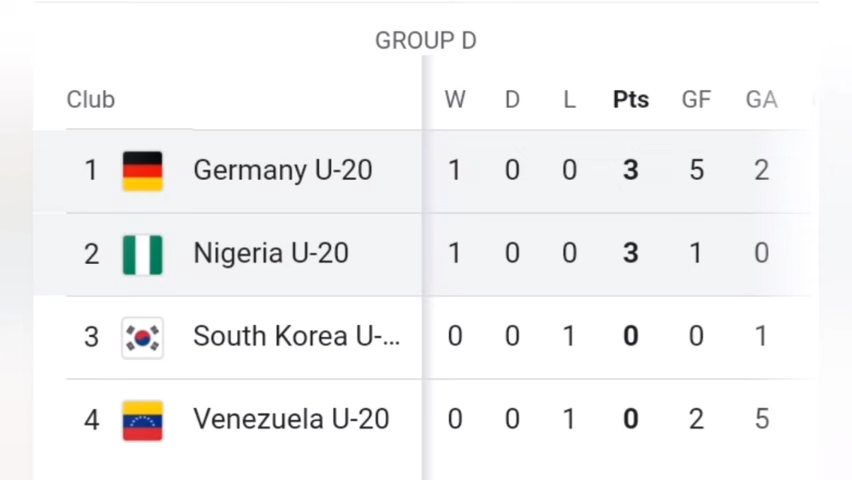 GROUP D
Club W D L Pts GF GA
1 Germany U-20 1 0 0 3 5 2
2 Nigeria U-20 1 0 0 3 1 0
3 South Korea U-... 0 0 1 0 0 1
4 Venezuela U-20 0 0 1 0 2 5